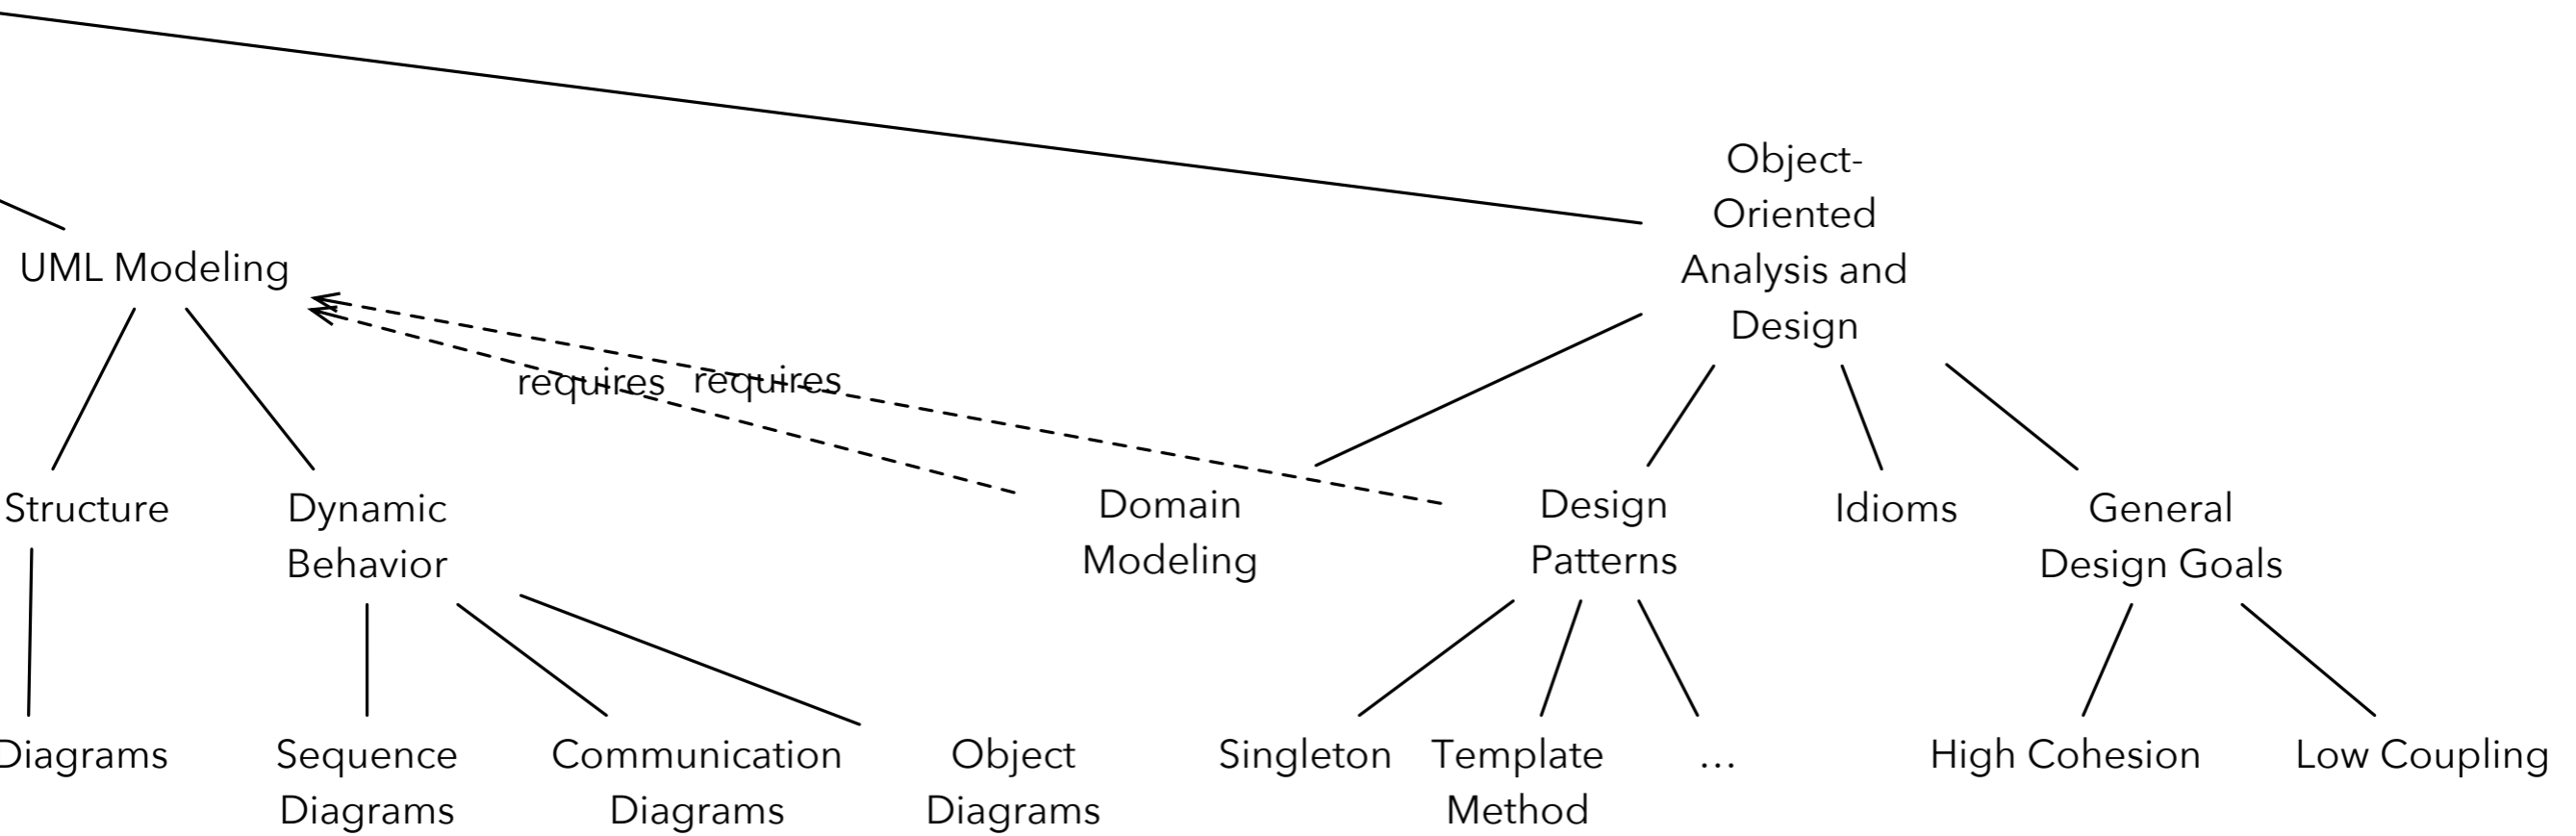 Object-
Oriented
Analysis and
Design
UML Modeling
requires
requires
Structure
Dynamic
Behavior
Domain
Modeling
Design
Patterns
Idioms
General
Design Goals
Diagrams
Sequence
Diagrams
Communication
Diagrams
Object
Diagrams
Singleton
Template
Method
...
High Cohesion
Low Coupling